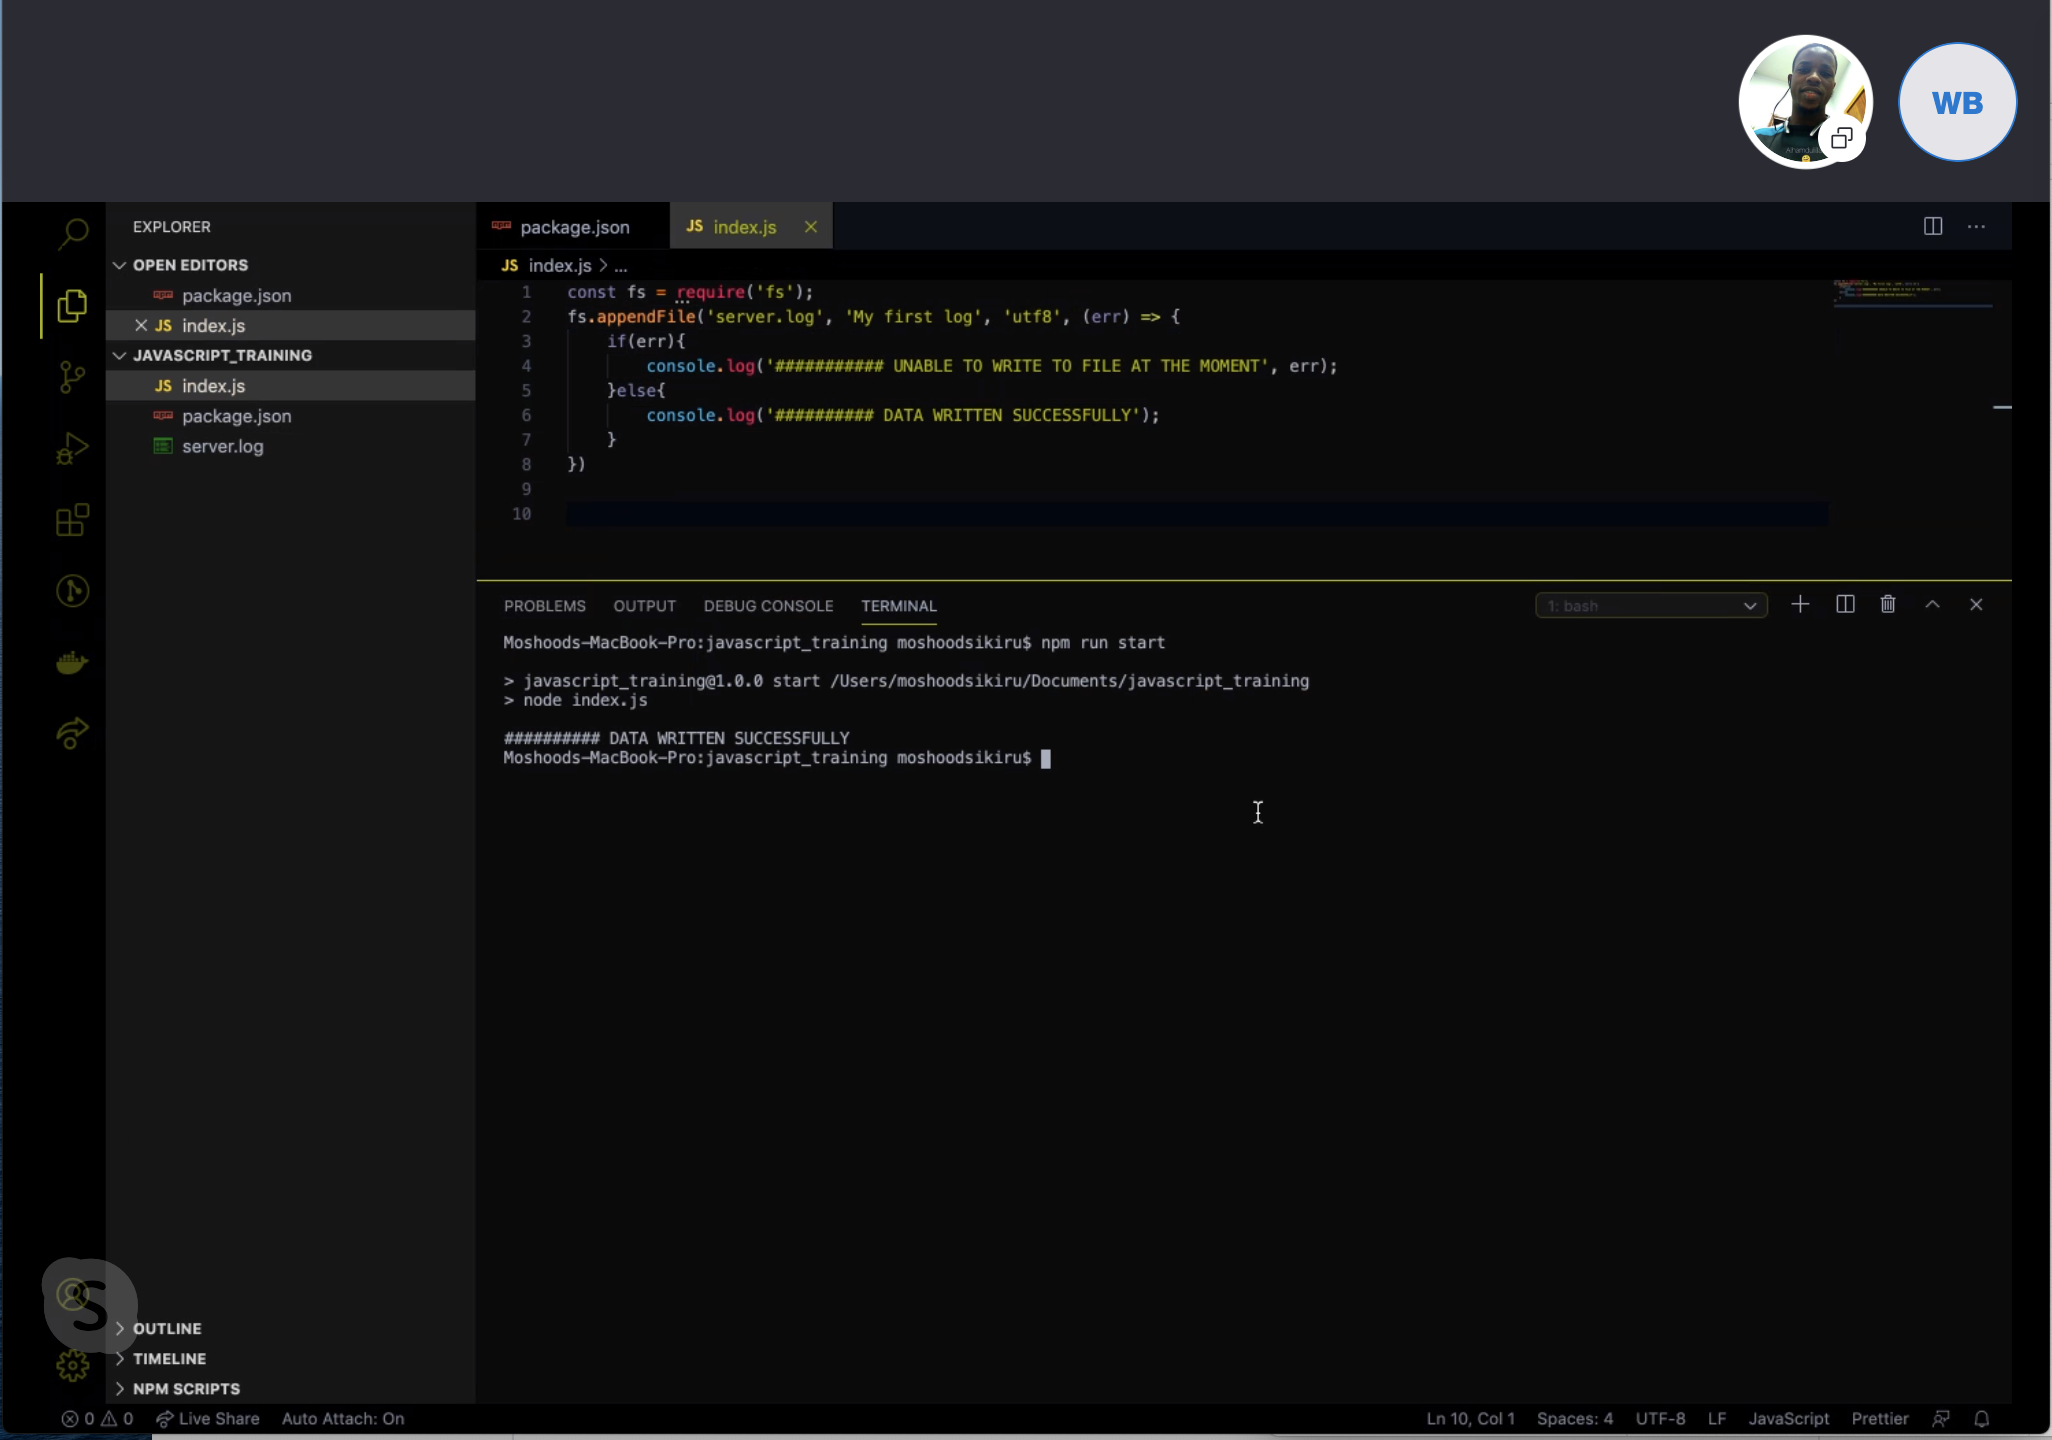 WB
EXPLORER
OPEN EDITORS
package.json
JS index.js
JAVASCRIPT_TRAINING
JS index.js
package.json
server.log
OUTLINE
TIMELINE
NPM SCRIPTS
package.json
JS index.js
JS index.js > ...
1 const fs = require('fs');
2 fs.appendFile('server.log', 'My first log', 'utf8', (err) => {
3 if(err){
4 console.log('########### UNABLE TO WRITE TO FILE AT THE MOMENT', err);
5 }else{
6 console.log('########## DATA WRITTEN SUCCESSFULLY');
7 }
8 })
9
10
PROBLEMS OUTPUT DEBUG CONSOLE TERMINAL 1: bash
Moshoods-MacBook-Pro:javascript_training moshoodsikiru$ npm run start
> javascript_training@1.0.0 start /Users/moshoodsikiru/Documents/javascript_training
> node index.js
########## DATA WRITTEN SUCCESSFULLY
Moshoods-MacBook-Pro:javascript_training moshoodsikiru$
0 0 Live Share Auto Attach: On Ln 10, Col 1 Spaces: 4 UTF-8 LF JavaScript Prettier